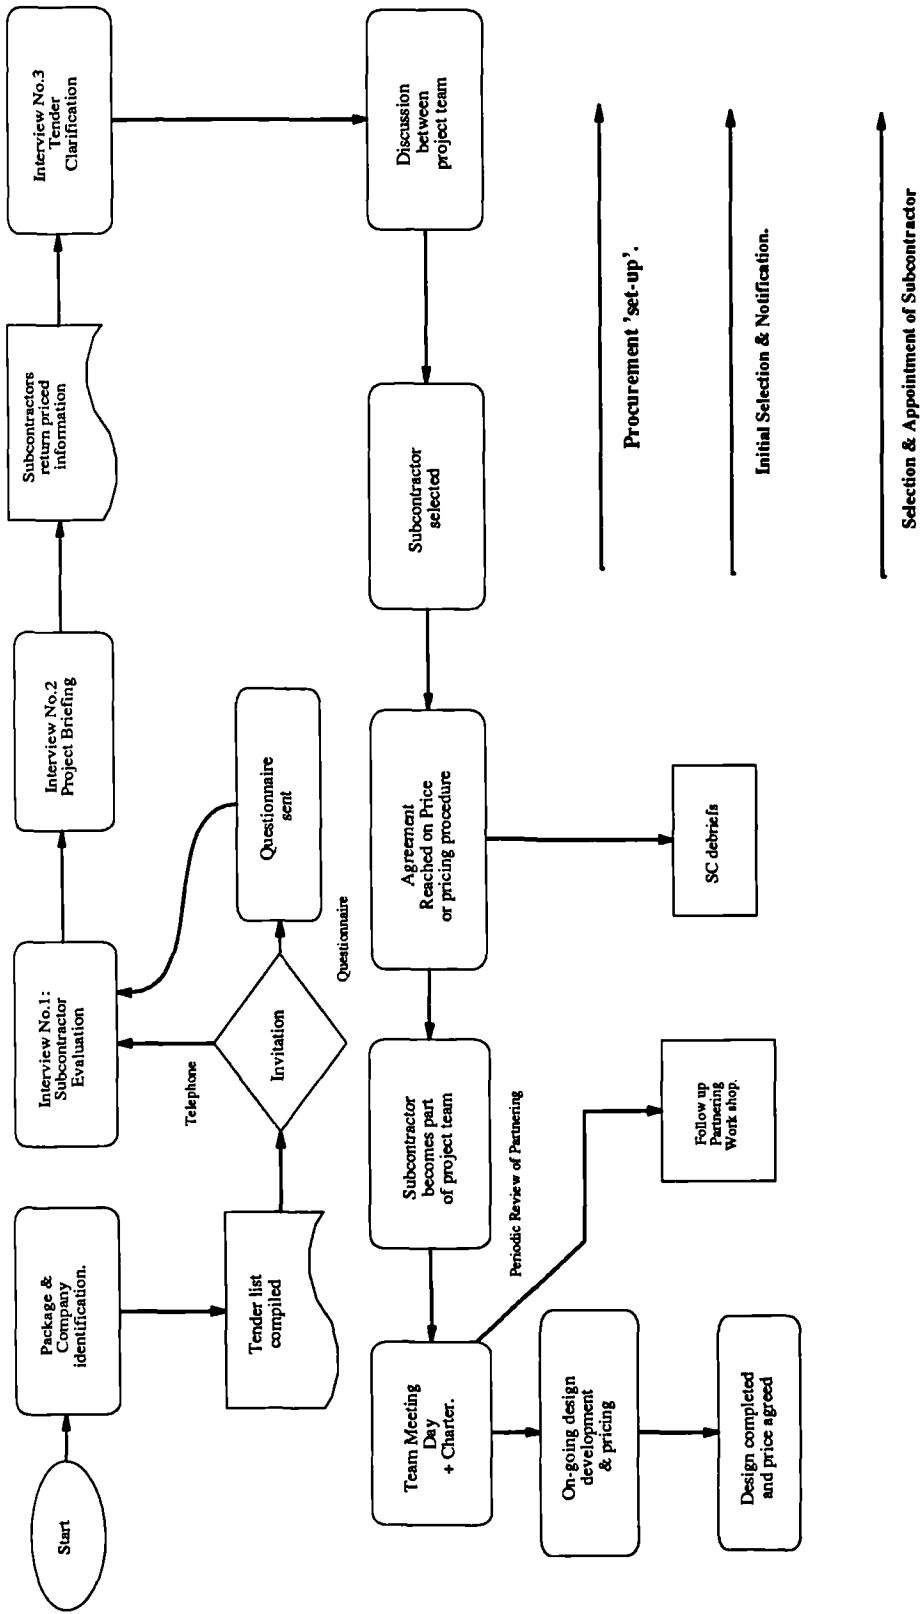 Start
Package &
Company
identification.
Tender list
compiled
Invitation
Telephone
Questionnaire
Questionnaire
sent
Interview No.1:
Subcontractor
Evaluation
Interview No.2
Project Briefing
Subcontractors
return priced
information
Interview No.3
Tender
Clarification
Discussion
between
project team
Subcontractor
selected
Agreement
Reached on Price
or pricing procedure
SC debriefs
Subcontractor
becomes part
of project team
Team Meeting
Day
+ Charter.
Periodic Review of Partnering
Follow up
Partnering
Work shop.
On-going design
development
& pricing
Design completed
and price agreed
Procurement 'set-up'.
Initial Selection & Notification.
Selection & Appointment of Subcontractor